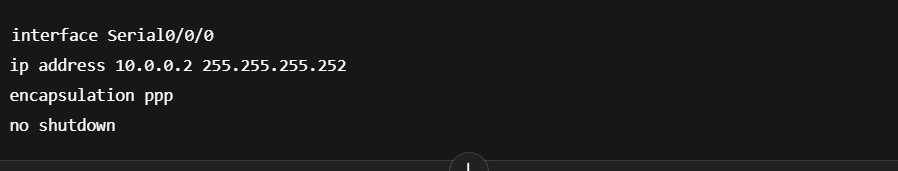 interface Serial0/0/0
ip address 10.0.0.2 255.255.255.252
encapsulation ppp
no shutdown